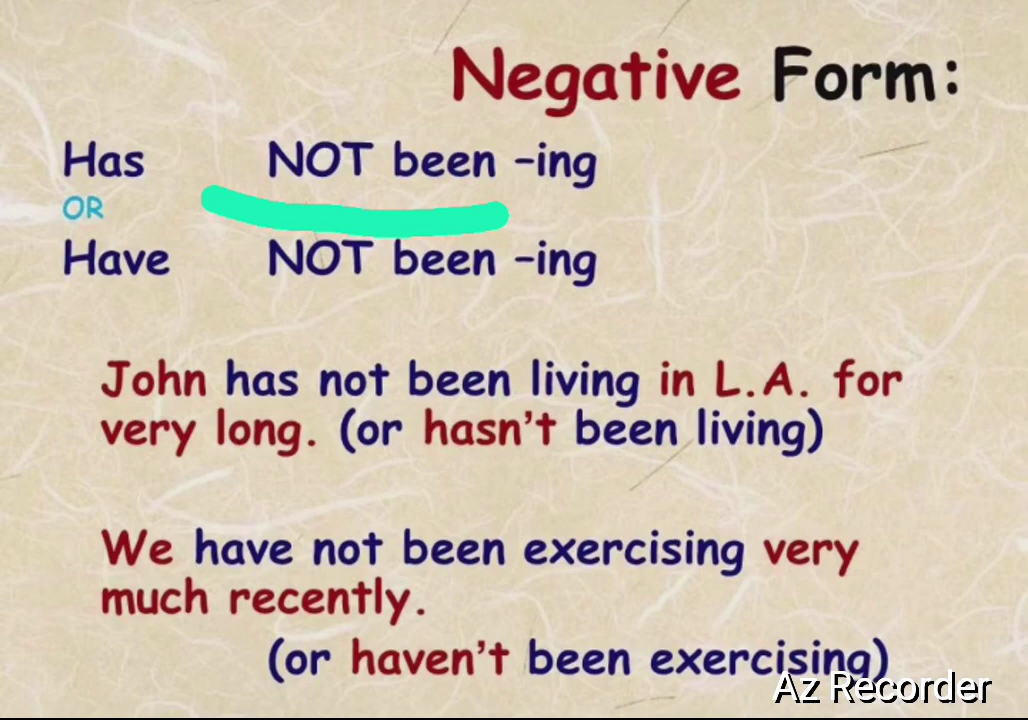 Negative Form:
Has NOT been –ing
OR
Have NOT been –ing
John has not been living in L.A. for
very long. (or hasn't been living)
We have not been exercising very
much recently.
(or haven't been exercising)
Az Recorder